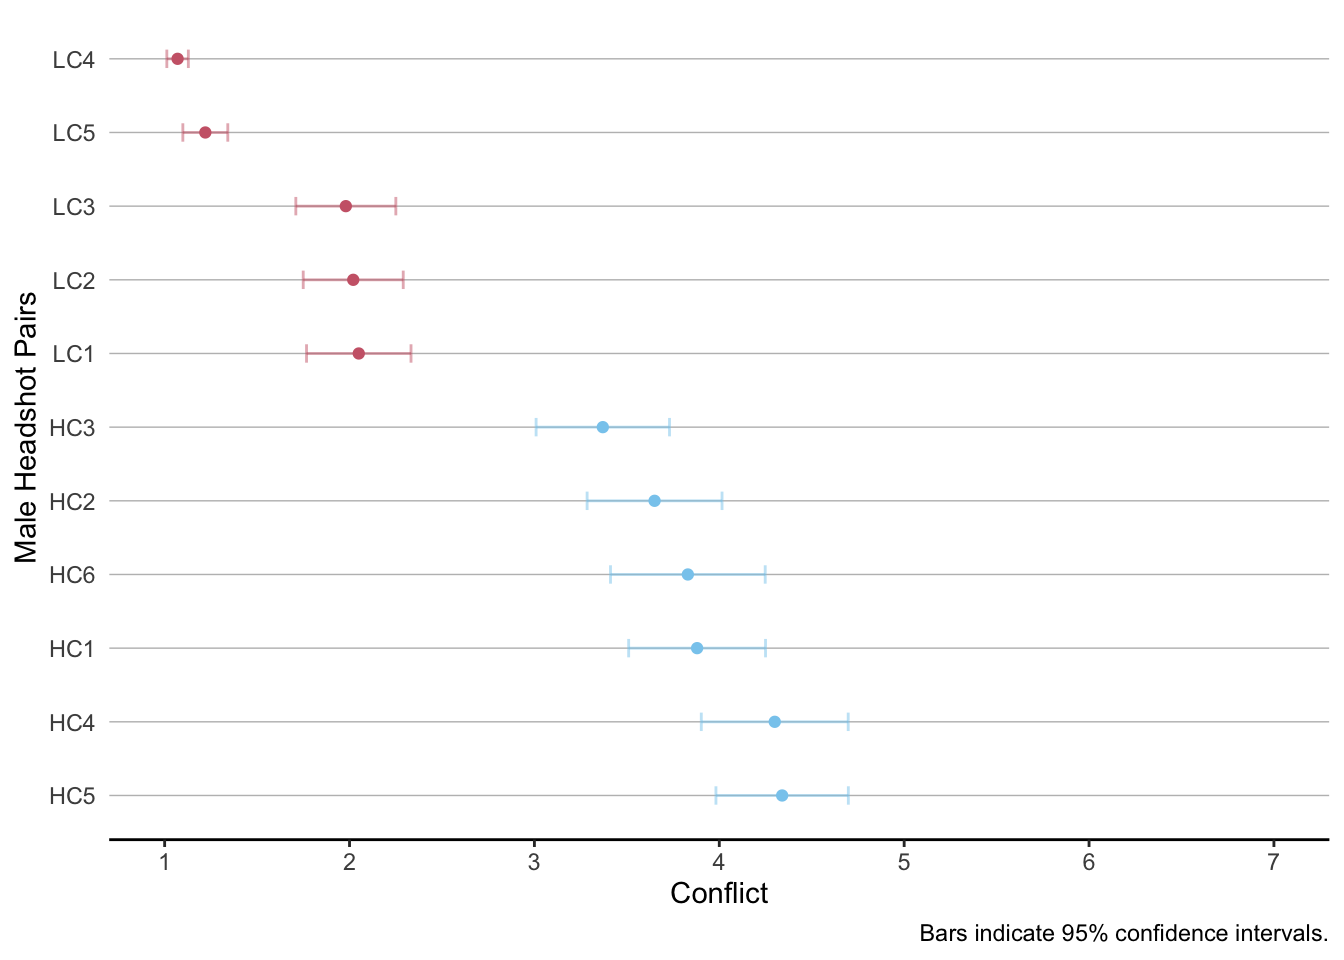 LC4
LC5
LC3
LC2
LC1
HC3
HC2
HC6
HC1
HC4
HC5
Male Headshot Pairs
1 2 3 4 5 6 7
Conflict
Bars indicate 95% confidence intervals.